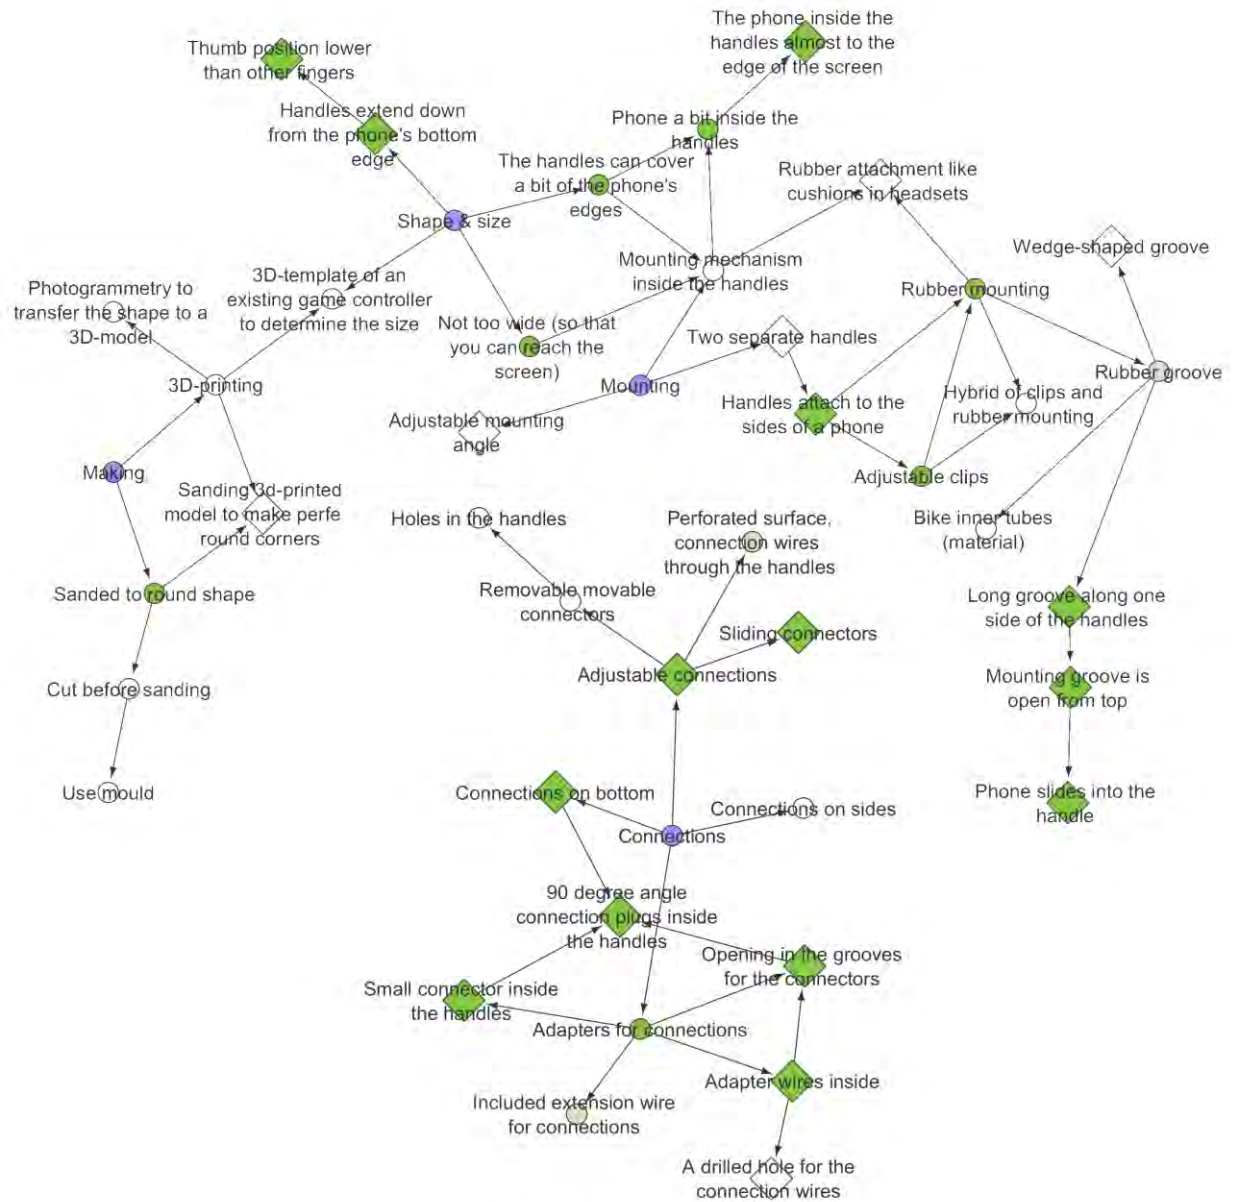 The phone inside the
handles almost to the
edge of the screen
Thumb position lower
than other fingers
Handles extend down
from the phone's bottom
edge
Phone a bit inside the
handles
The handles can cover
a bit of the phone's
edges
Rubber attachment like
cushions in headsets
Shape & size
Wedge-shaped groove
Mounting mechanism
inside the handles
3D-template of an
existing game controller
to determine the size
Photogrammetry to
transfer the shape to a
3D-model
Rubber mounting
Not too wide (so that
you can reach the
screen)
Two separate handles
Rubber groove
3D-printing
Mounting
Hybrid of clips and
rubber mounting
Handles attach to the
sides of a phone
Adjustable mounting
angle
Making
Adjustable clips
Sanding 3d-printed
model to make perfe
round corners
Holes in the handles
Perforated surface,
connection wires
through the handles
Bike inner tubes
(material)
Sanded to round shape
Removable movable
connectors
Long groove along one
side of the handles
Sliding connectors
Adjustable connections
Mounting groove is
open from top
Cut before sanding
Use mould
Connections on bottom
Connections on sides
Phone slides into the
handle
Connections
90 degree angle
connection plugs inside
the handles
Opening in the grooves
for the connectors
Small connector inside
the handles
Adapters for connections
Adapter wires inside
Included extension wire
for connections
A drilled hole for the
connection wires